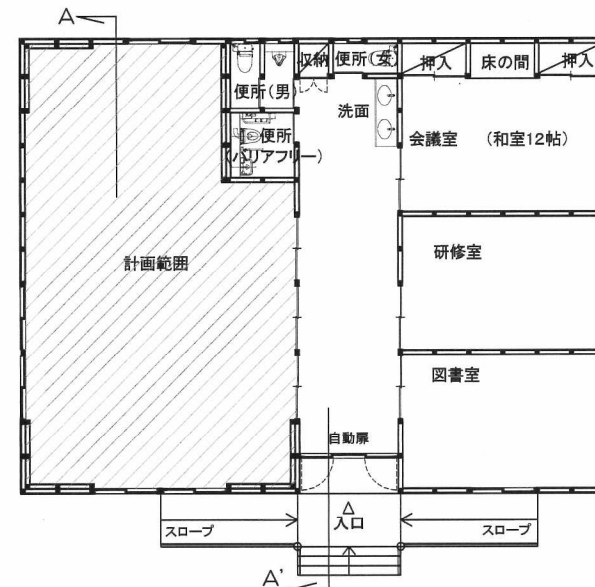 A
収納
便所(女)
押入
床の間
押入
便所(男)
洗面
便所
(バリアフリー)
会議室 (和室12帖)
計画範囲
研修室
図書室
自動扉
スロープ
入口
スロープ
A'